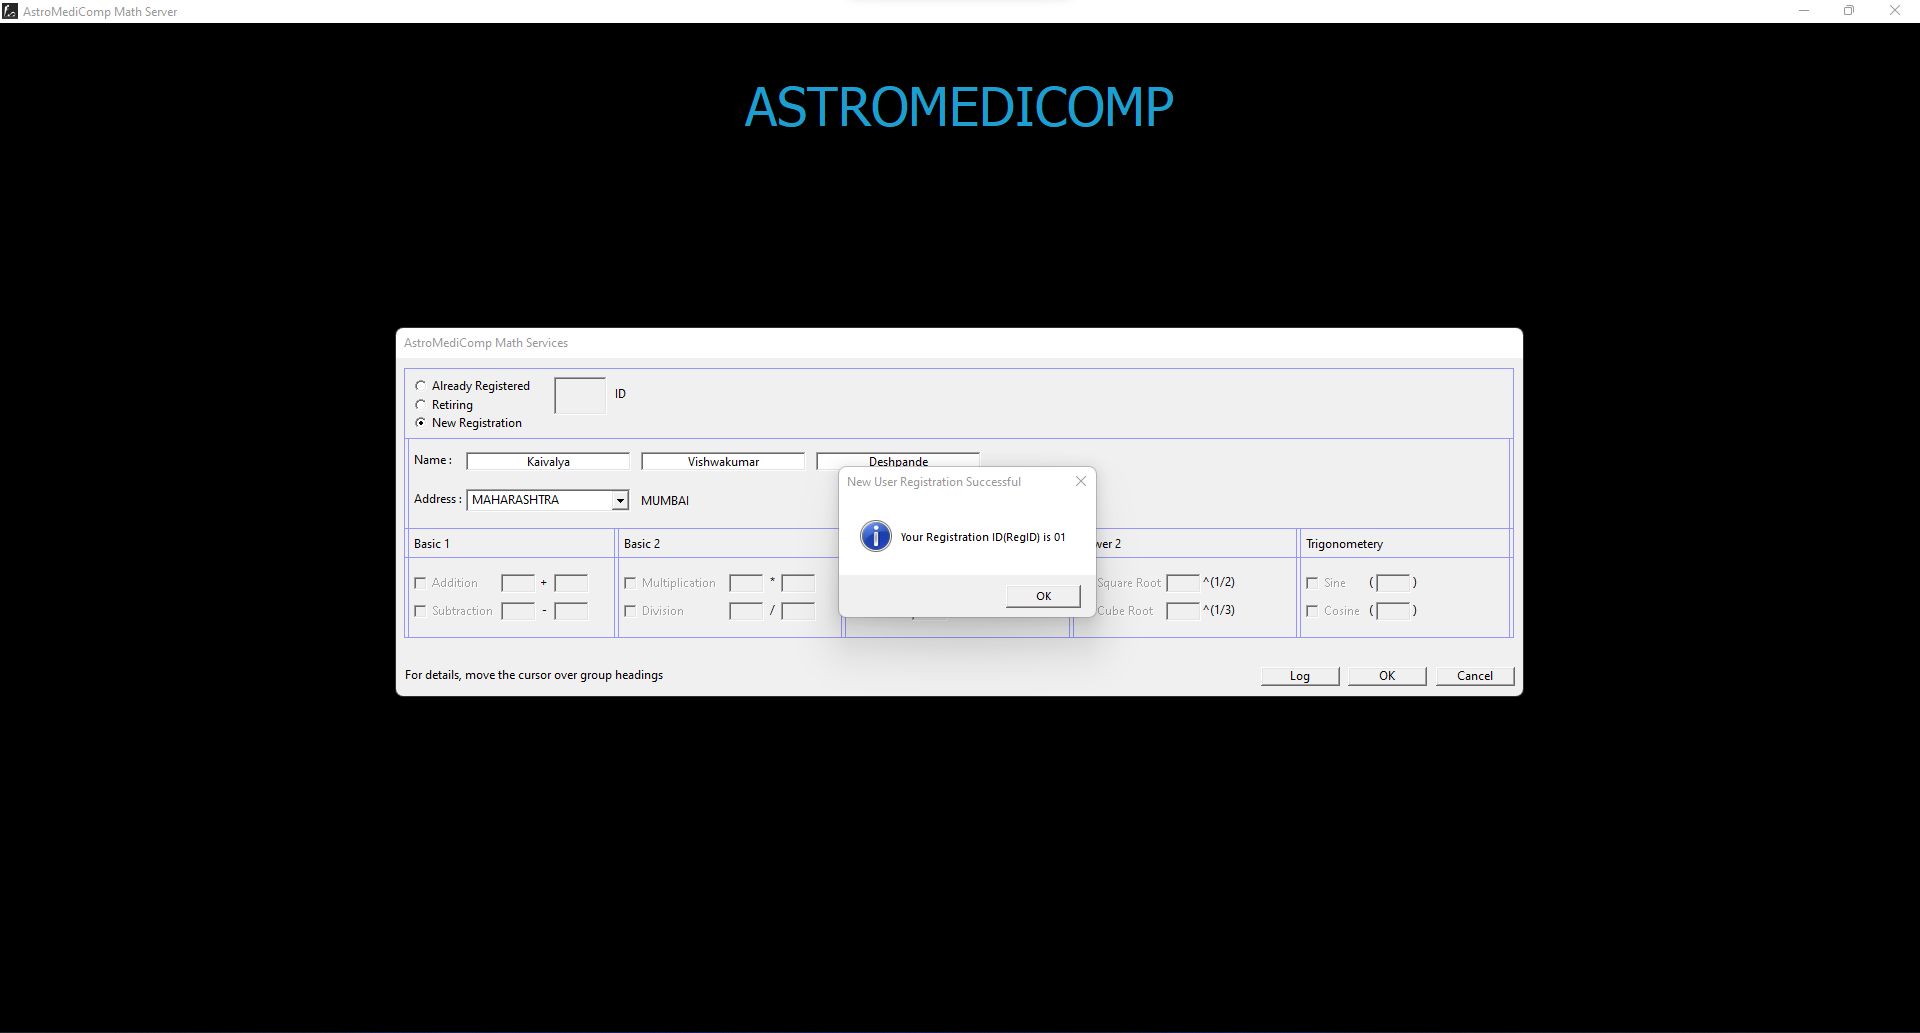 AstroMediComp Math Server
ASTROMEDICOMP
AstroMediComp Math Services
Already Registered
Retiring
New Registration
ID
Name : Kaivalya Vishwakumar Deshpande
Address : MAHARASHTRA MUMBAI
New User Registration Successful
Your Registration ID(RegID) is 01
OK
Basic 1 Basic 2 wer 2 Trigonometery
Addition + Multiplication * Square Root ^(1/2) Sine ( )
Subtraction - Division / Cube Root ^(1/3) Cosine ( )
For details, move the cursor over group headings
Log OK Cancel